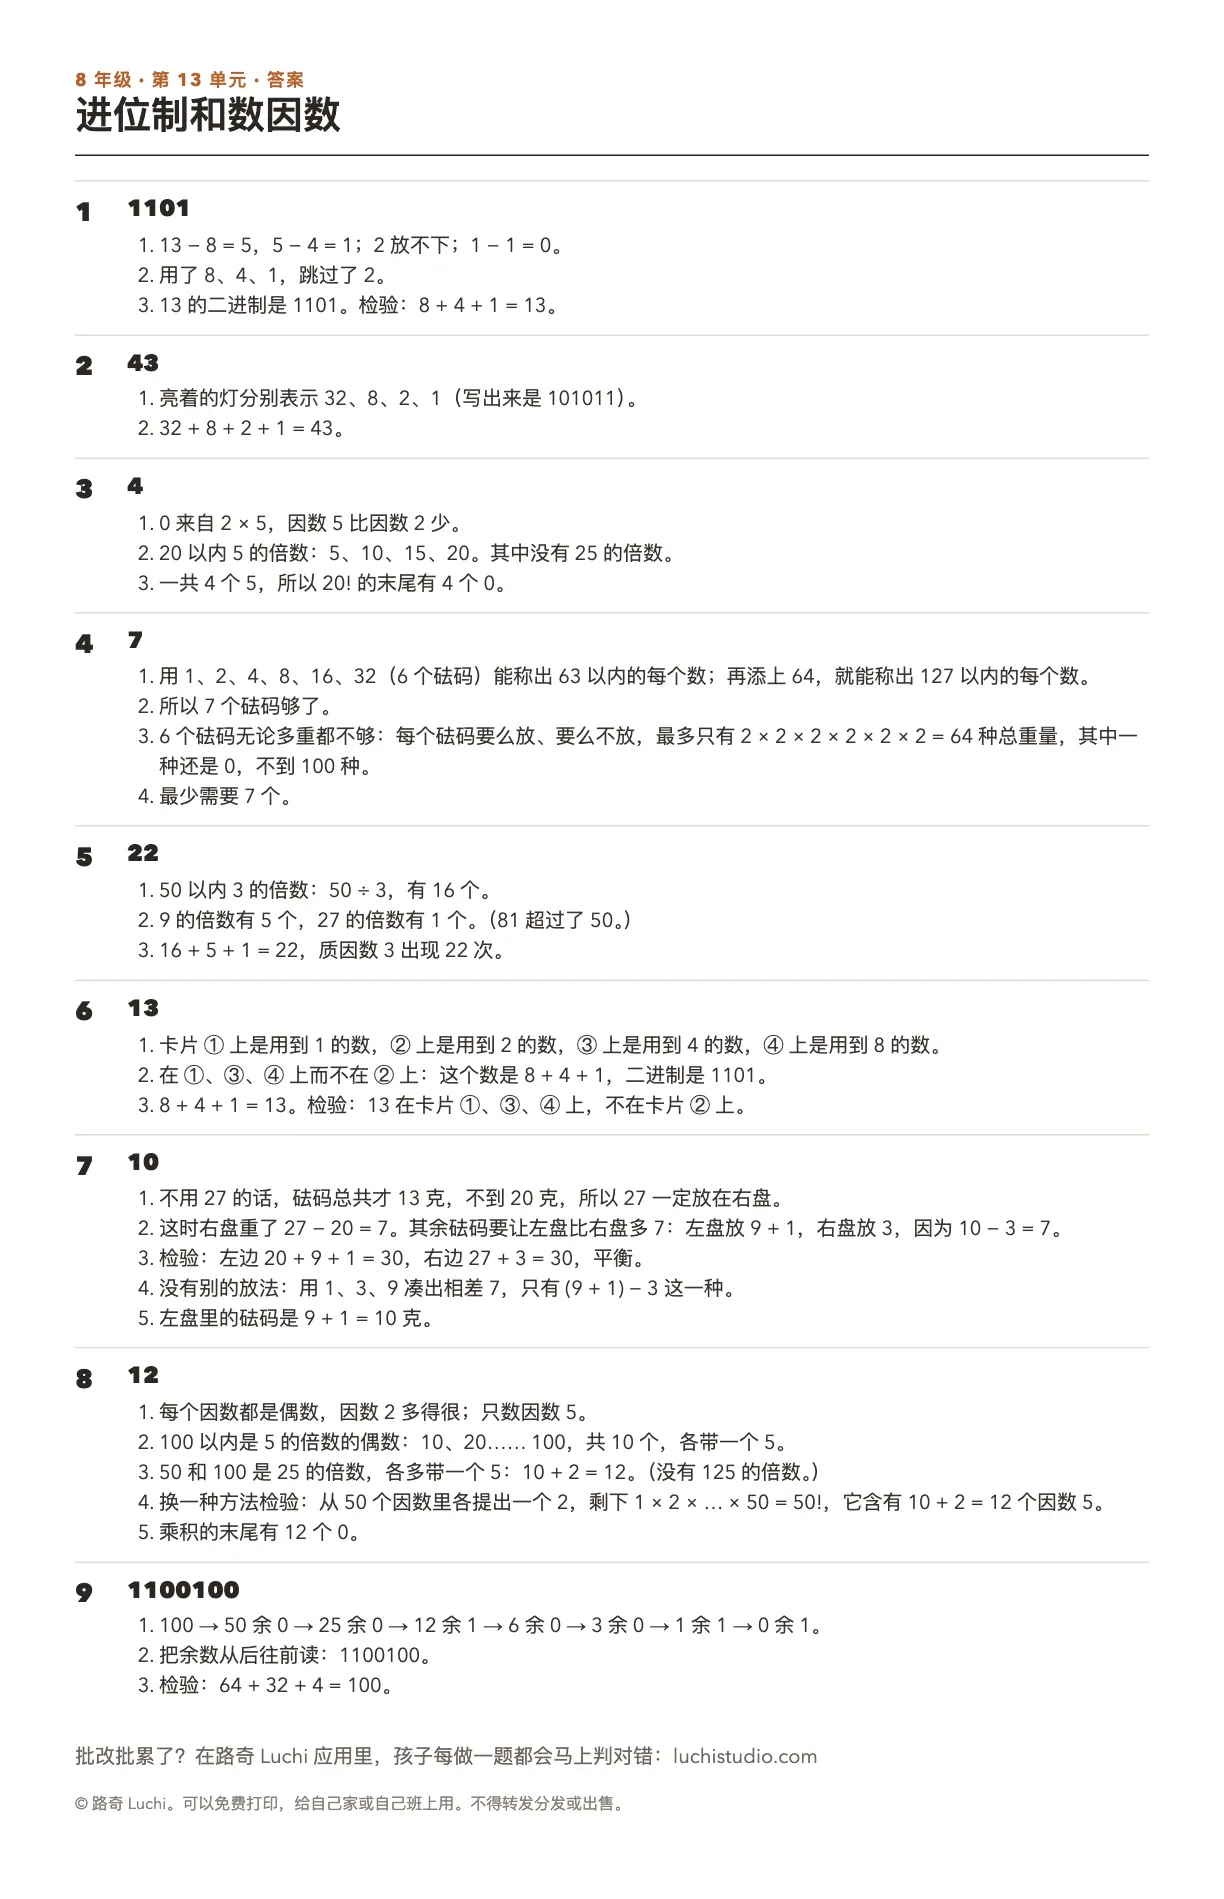 8 年级 · 第 13 单元 · 答案
进位制和数因数
1 1101
1. 13 − 8 = 5，5 − 4 = 1；2 放不下；1 − 1 = 0。
2. 用了 8、4、1，跳过了 2。
3. 13 的二进制是 1101。检验：8 + 4 + 1 = 13。
2 43
1. 亮着的灯分别表示 32、8、2、1（写出来是 101011）。
2. 32 + 8 + 2 + 1 = 43。
3 4
1. 0 来自 2 × 5，因数 5 比因数 2 少。
2. 20 以内 5 的倍数：5、10、15、20。其中没有 25 的倍数。
3. 一共 4 个 5，所以 20! 的末尾有 4 个 0。
4 7
1. 用 1、2、4、8、16、32（6 个砝码）能称出 63 以内的每个数；再添上 64，就能称出 127 以内的每个数。
2. 所以 7 个砝码够了。
3. 6 个砝码无论多重都不够：每个砝码要么放、要么不放，最多只有 2 × 2 × 2 × 2 × 2 × 2 = 64 种总重量，其中一
种还是 0，不到 100 种。
4. 最少需要 7 个。
5 22
1. 50 以内 3 的倍数：50 ÷ 3，有 16 个。
2. 9 的倍数有 5 个，27 的倍数有 1 个。（81 超过了 50。）
3. 16 + 5 + 1 = 22，质因数 3 出现 22 次。
6 13
1. 卡片 ① 上是用到 1 的数，② 上是用到 2 的数，③ 上是用到 4 的数，④ 上是用到 8 的数。
2. 在 ①、③、④ 上而不在 ② 上：这个数是 8 + 4 + 1，二进制是 1101。
3. 8 + 4 + 1 = 13。检验：13 在卡片 ①、③、④ 上，不在卡片 ② 上。
7 10
1. 不用 27 的话，砝码总共才 13 克，不到 20 克，所以 27 一定放在右盘。
2. 这时右盘重了 27 − 20 = 7。其余砝码要让左盘比右盘多 7：左盘放 9 + 1，右盘放 3，因为 10 − 3 = 7。
3. 检验：左边 20 + 9 + 1 = 30，右边 27 + 3 = 30，平衡。
4. 没有别的放法：用 1、3、9 凑出相差 7，只有 (9 + 1) − 3 这一种。
5. 左盘里的砝码是 9 + 1 = 10 克。
8 12
1. 每个因数都是偶数，因数 2 多得很；只数因数 5。
2. 100 以内是 5 的倍数的偶数：10、20…… 100，共 10 个，各带一个 5。
3. 50 和 100 是 25 的倍数，各多带一个 5：10 + 2 = 12。（没有 125 的倍数。）
4. 换一种方法检验：从 50 个因数里各提出一个 2，剩下 1 × 2 × … × 50 = 50!，它含有 10 + 2 = 12 个因数 5。
5. 乘积的末尾有 12 个 0。
9 1100100
1. 100 → 50 余 0 → 25 余 0 → 12 余 1 → 6 余 0 → 3 余 0 → 1 余 1 → 0 余 1。
2. 把余数从后往前读：1100100。
3. 检验：64 + 32 + 4 = 100。
批改批累了？在路奇 Luchi 应用里，孩子每做一题都会马上判对错：luchistudio.com
© 路奇 Luchi。可以免费打印，给自己家或自己班上用。不得转发分发或出售。